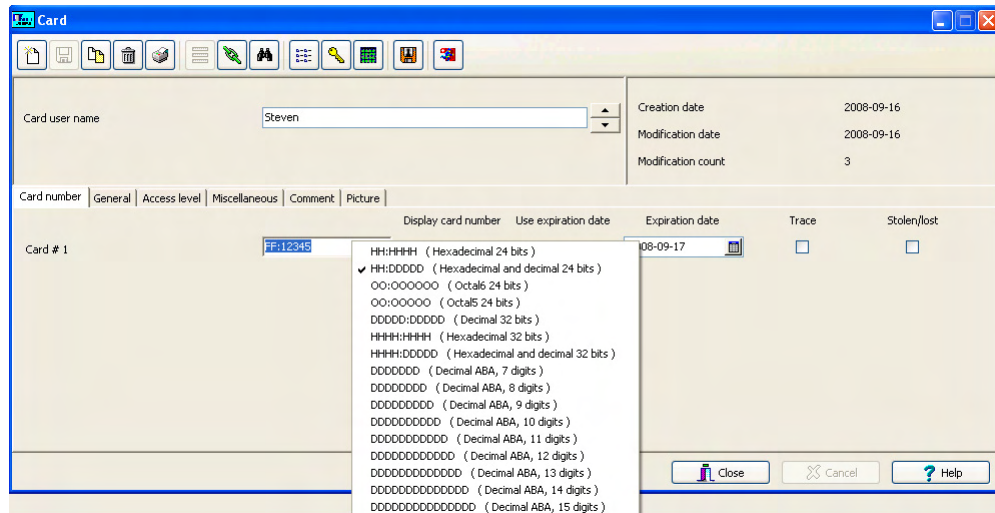 Card
Card user name
Steven
Creation date 2008-09-16
Modification date 2008-09-16
Modification count 3
Card number General Access level Miscellaneous Comment Picture
Display card number Use expiration date Expiration date Trace Stolen/lost
Card # 1 FF:12345 08-09-17
HH:HHHH ( Hexadecimal 24 bits )
HH:DDDDD ( Hexadecimal and decimal 24 bits )
OO:OOOOOO ( Octal6 24 bits )
OO:OOOOO ( Octal5 24 bits )
DDDDD:DDDDD ( Decimal 32 bits )
HHHH:HHHH ( Hexadecimal 32 bits )
HHHH:DDDDD ( Hexadecimal and decimal 32 bits )
DDDDDDD ( Decimal ABA, 7 digits )
DDDDDDDD ( Decimal ABA, 8 digits )
DDDDDDDDD ( Decimal ABA, 9 digits )
DDDDDDDDDD ( Decimal ABA, 10 digits )
DDDDDDDDDDD ( Decimal ABA, 11 digits )
DDDDDDDDDDDD ( Decimal ABA, 12 digits )
DDDDDDDDDDDDD ( Decimal ABA, 13 digits )
DDDDDDDDDDDDDD ( Decimal ABA, 14 digits )
DDDDDDDDDDDDDDD ( Decimal ABA, 15 digits )
Close Cancel Help